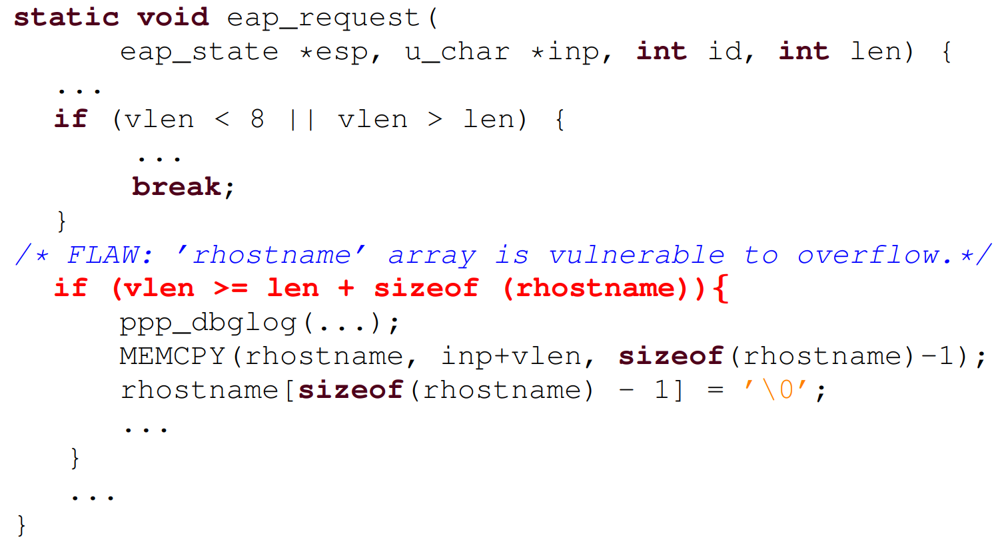 static void eap_request(
eap_state *esp, u_char *inp, int id, int len) {
...
if (vlen < 8 || vlen > len) {
...
break;
}
/* FLAW: ’rhostname’ array is vulnerable to overflow.*/
if (vlen >= len + sizeof (rhostname)){
ppp_dbglog(...);
MEMCPY(rhostname, inp+vlen, sizeof(rhostname)-1);
rhostname[sizeof(rhostname) - 1] = ’\0’;
...
}
...
}